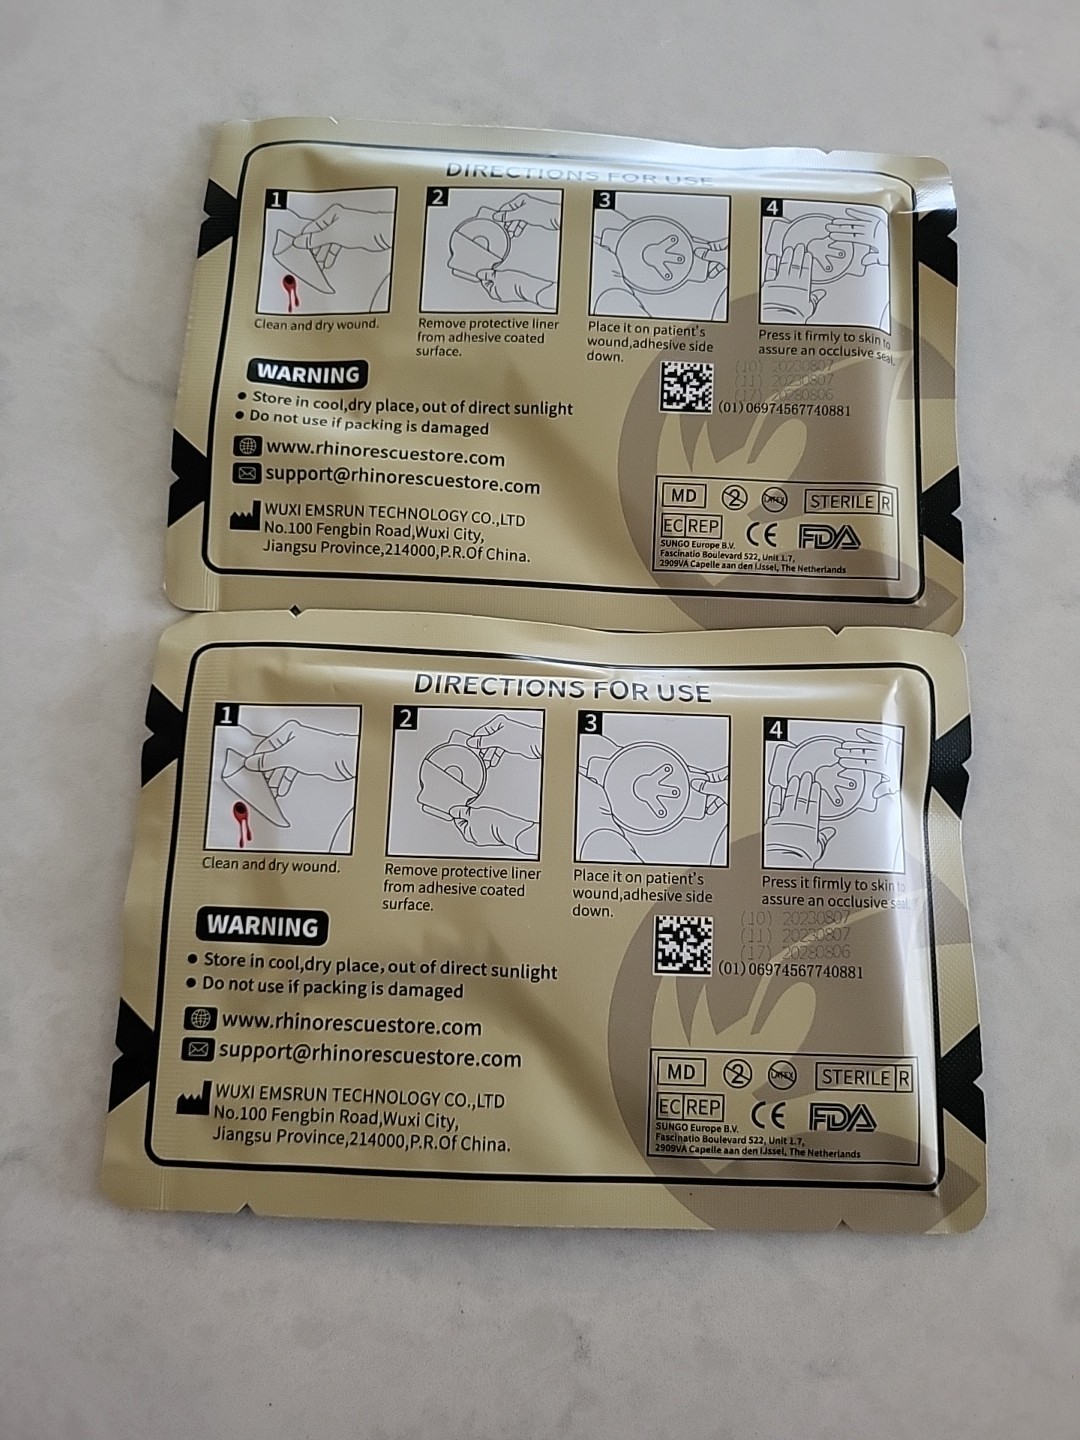 DIRECTIONS FOR USE
1
2
3
4
Clean and dry wound.
Remove protective liner
from adhesive coated
surface.
Place it on patient's
wound,adhesive side
down.
Press it firmly to skin to
assure an occlusive seal.
WARNING
• Store in cool,dry place, out of direct sunlight
• Do not use if packing is damaged
www.rhinorescuestore.com
support@rhinorescuestore.com
WUXI EMSRUN TECHNOLOGY CO.,LTD
No.100 Fengbin Road,Wuxi City,
Jiangsu Province,214000,P.R.Of China.
(10) 20230807
(11) 20230807
(17) 20280806
(01)06974567740881
MD 2 LATEX STERILE R
EC REP CE FDA
SUNGO Europe B.V.
Fascinatio Boulevard 522, Unit 1.7,
2909VA Capelle aan den IJssel, The Netherlands
DIRECTIONS FOR USE
1
2
3
4
Clean and dry wound.
Remove protective liner
from adhesive coated
surface.
Place it on patient's
wound,adhesive side
down.
Press it firmly to skin to
assure an occlusive seal.
WARNING
• Store in cool,dry place, out of direct sunlight
• Do not use if packing is damaged
www.rhinorescuestore.com
support@rhinorescuestore.com
WUXI EMSRUN TECHNOLOGY CO.,LTD
No.100 Fengbin Road,Wuxi City,
Jiangsu Province,214000,P.R.Of China.
(10) 20230807
(11) 20230807
(17) 20280806
(01)06974567740881
MD 2 LATEX STERILE R
EC REP CE FDA
SUNGO Europe B.V.
Fascinatio Boulevard 522, Unit 1.7,
2909VA Capelle aan den IJssel, The Netherlands